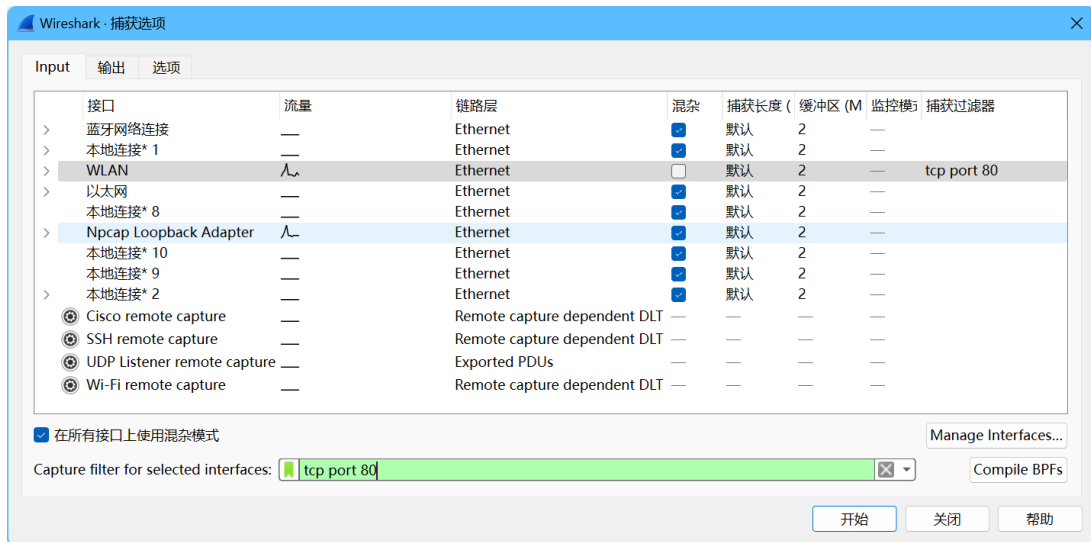 Wireshark · 捕获选项
Input 输出 选项
接口 流量 链路层 混杂 捕获长度 ( 缓冲区 (M 监控模式 捕获过滤器
蓝牙网络连接 Ethernet 默认 2 —
本地连接* 1 Ethernet 默认 2 —
WLAN Ethernet 默认 2 — tcp port 80
以太网 Ethernet 默认 2 —
本地连接* 8 Ethernet 默认 2 —
Npcap Loopback Adapter Ethernet 默认 2 —
本地连接* 10 Ethernet 默认 2 —
本地连接* 9 Ethernet 默认 2 —
本地连接* 2 Ethernet 默认 2 —
Cisco remote capture Remote capture dependent DLT — — — —
SSH remote capture Remote capture dependent DLT — — — —
UDP Listener remote capture Exported PDUs — — — —
Wi-Fi remote capture Remote capture dependent DLT — — — —
在所有接口上使用混杂模式 Manage Interfaces...
Capture filter for selected interfaces: tcp port 80 Compile BPFs
开始 关闭 帮助